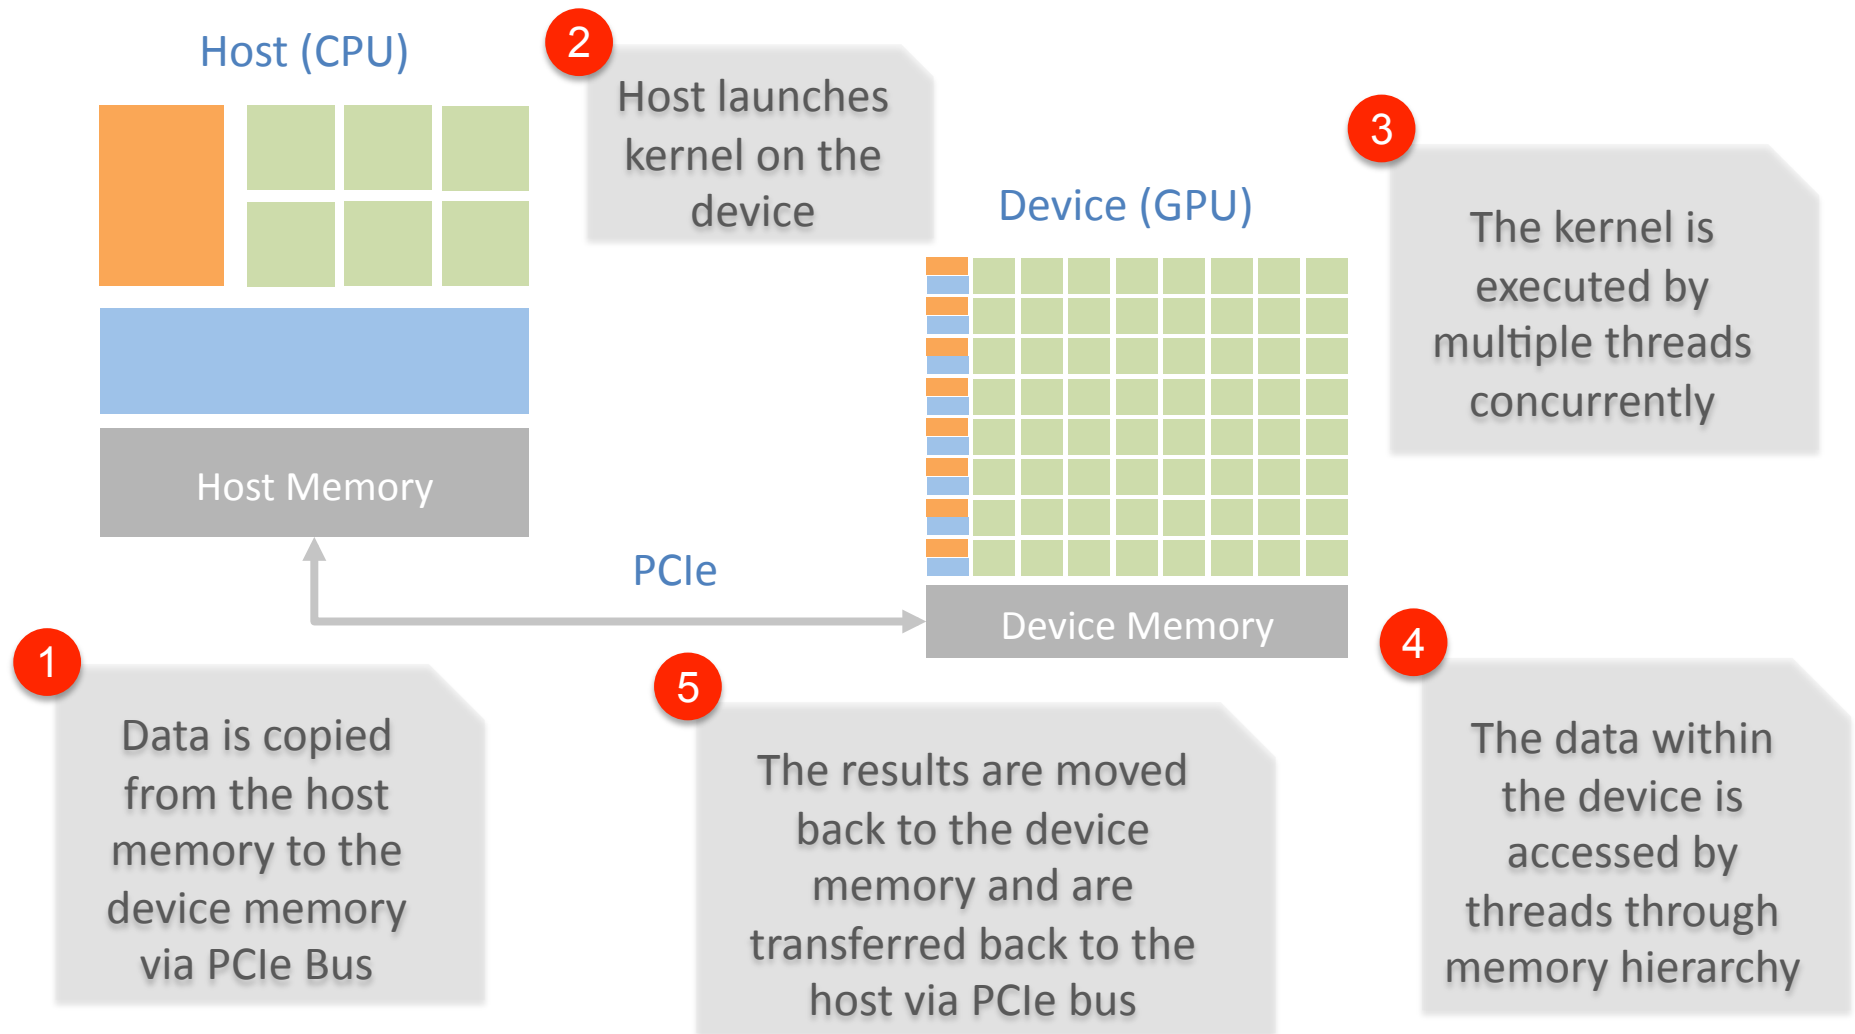 Host (CPU)
2
Host launches
kernel on the
device
Device (GPU)
3
The kernel is
executed by
multiple threads
concurrently
Host Memory
PCIe
Device Memory
1
Data is copied
from the host
memory to the
device memory
via PCIe Bus
5
The results are moved
back to the device
memory and are
transferred back to the
host via PCIe bus
4
The data within
the device is
accessed by
threads through
memory hierarchy